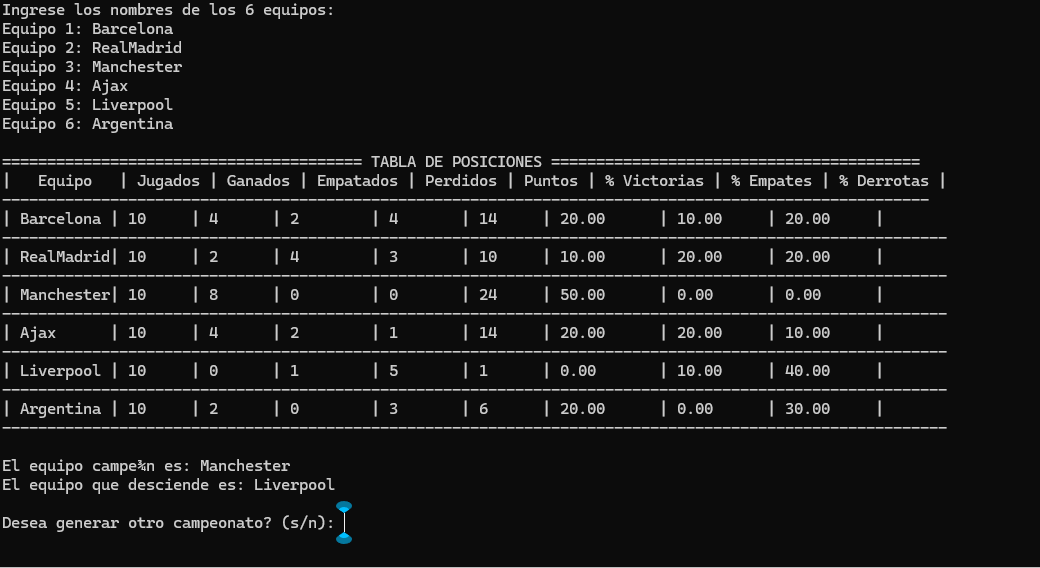 Ingrese los nombres de los 6 equipos:
Equipo 1: Barcelona
Equipo 2: RealMadrid
Equipo 3: Manchester
Equipo 4: Ajax
Equipo 5: Liverpool
Equipo 6: Argentina
======================================== TABLA DE POSICIONES =========================================
|   Equipo   | Jugados | Ganados | Empatados | Perdidos | Puntos | % Victorias | % Empates | % Derrotas |
-------------------------------------------------------------------------------------------------------
| Barcelona | 10     | 4      | 2        | 4       | 14     | 20.00       | 10.00     | 20.00      |
---------------------------------------------------------------------------------------------------------
| RealMadrid| 10     | 2      | 4        | 3       | 10     | 10.00       | 20.00     | 20.00      |
---------------------------------------------------------------------------------------------------------
| Manchester| 10     | 8      | 0        | 0       | 24     | 50.00       | 0.00      | 0.00       |
---------------------------------------------------------------------------------------------------------
| Ajax      | 10     | 4      | 2        | 1       | 14     | 20.00       | 20.00     | 10.00      |
---------------------------------------------------------------------------------------------------------
| Liverpool | 10     | 0      | 1        | 5       | 1      | 0.00        | 10.00     | 40.00      |
---------------------------------------------------------------------------------------------------------
| Argentina | 10     | 2      | 0        | 3       | 6      | 20.00       | 0.00      | 30.00      |
---------------------------------------------------------------------------------------------------------
El equipo campe¾n es: Manchester
El equipo que desciende es: Liverpool
Desea generar otro campeonato? (s/n):